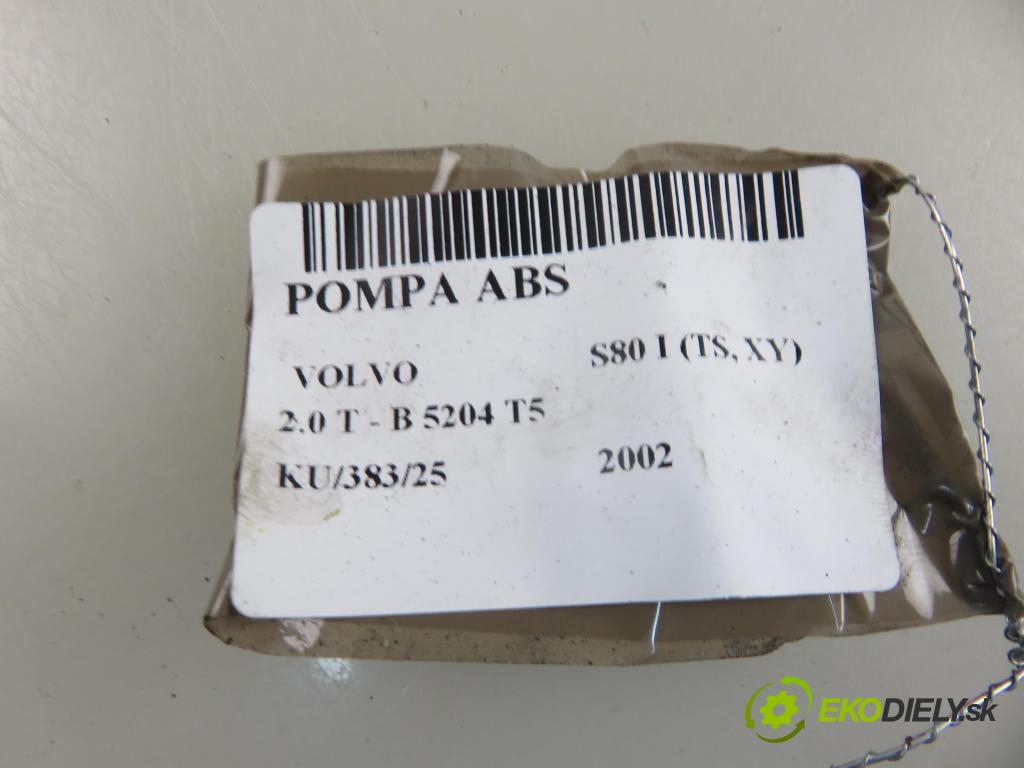 POMPA ABS
VOLVO S80 I (TS, XY)
2.0 T - B 5204 T5
KU/383/25 2002
EKODIELY.sk